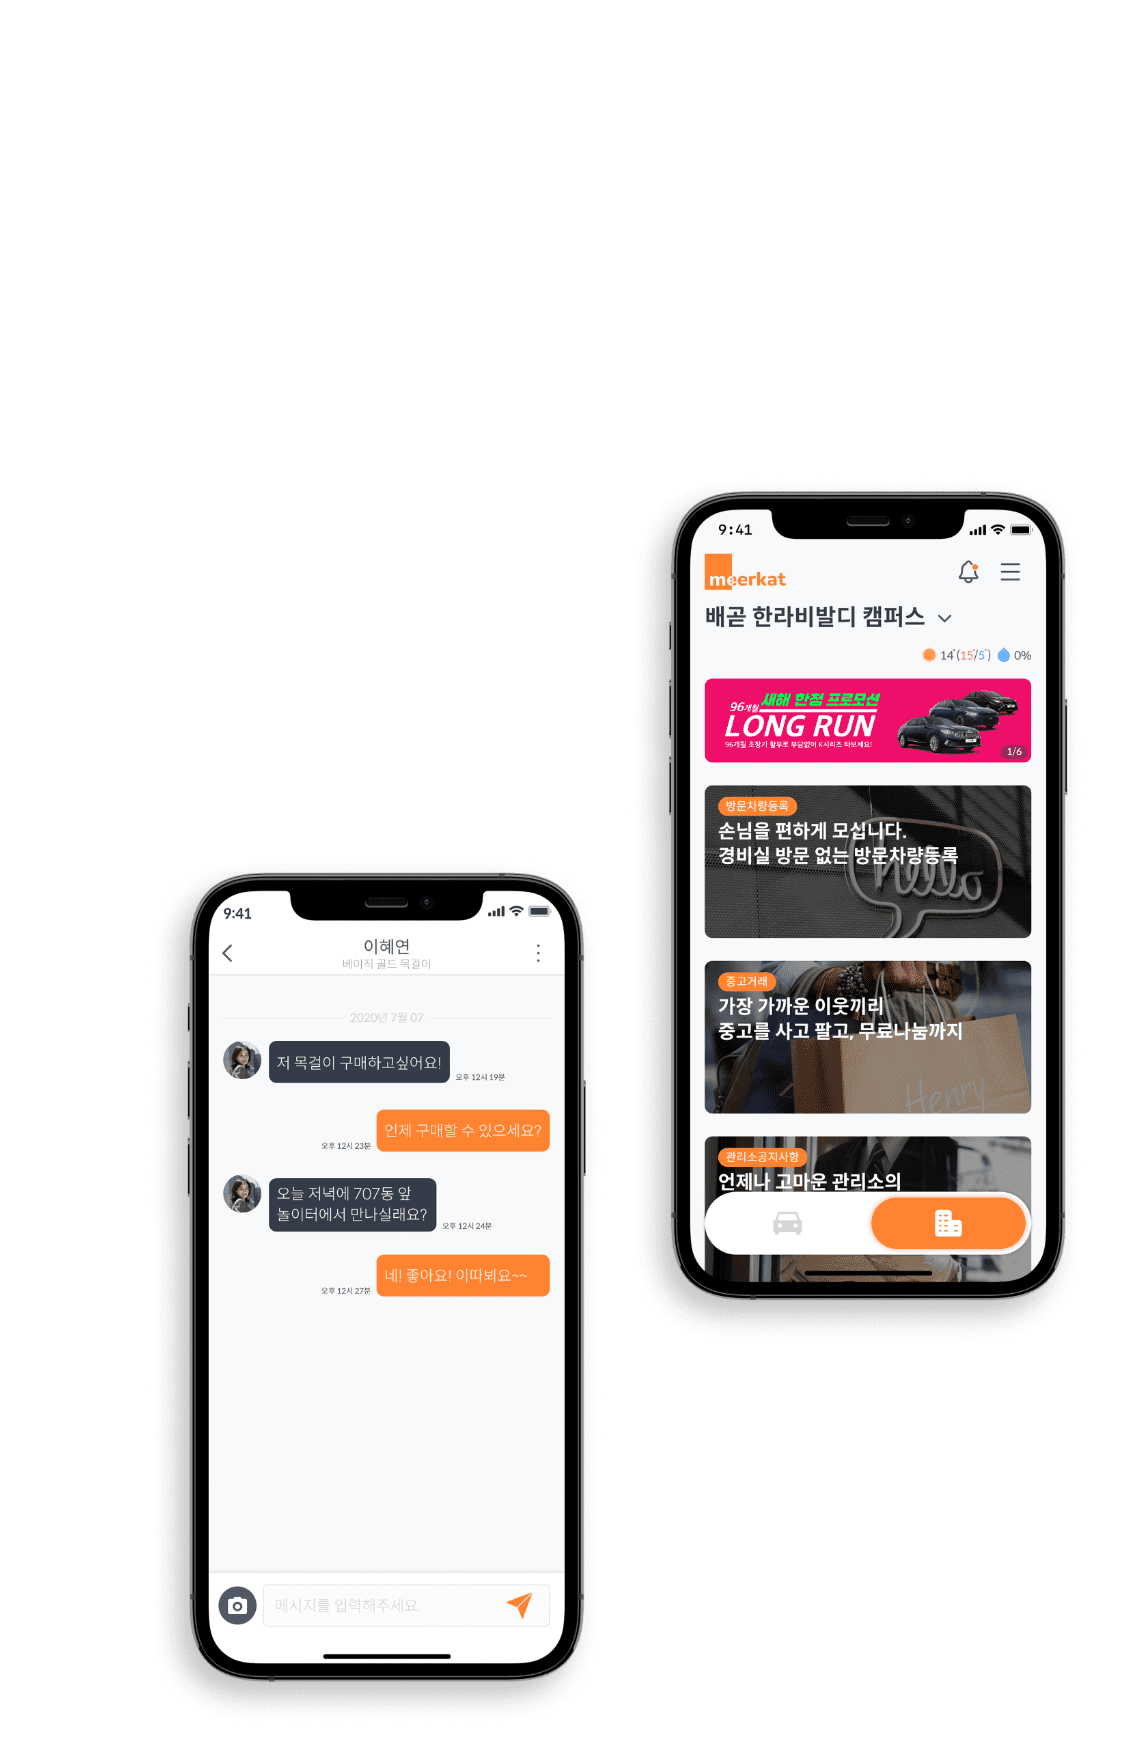 9:41
meerkat
배곧 한라비발디 캠퍼스
14°(15°/5°) 0%
96개월 새해 한정 프로모션
LONG RUN
96개월 초장기 할부로 부담없이 K시리즈 타보세요!
1/6
방문차량등록
손님을 편하게 모십니다.
경비실 방문 없는 방문차량등록
hello
중고거래
가장 가까운 이웃끼리
중고를 사고 팔고, 무료나눔까지
Henry
관리소공지사항
언제나 고마운 관리소의
9:41
이혜연
베이직 골드 목걸이
2020년 7월 07
저 목걸이 구매하고싶어요!
오후 12시 19분
언제 구매할 수 있으세요?
오후 12시 23분
오늘 저녁에 707동 앞
놀이터에서 만나실래요?
오후 12시 24분
네! 좋아요! 이따봬요~~
오후 12시 27분
메시지를 입력해주세요.